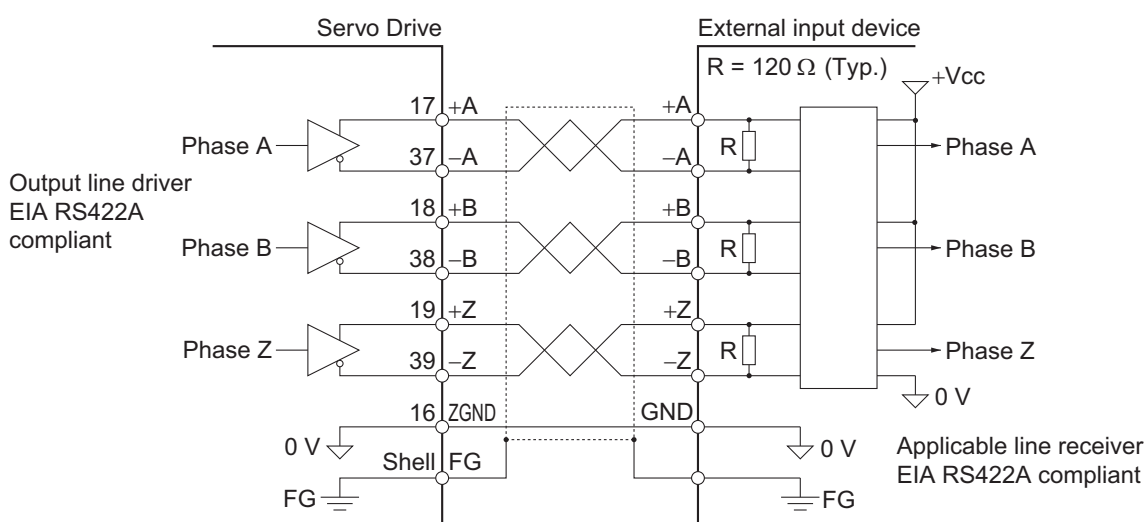 Servo Drive
External input device
R = 120 Ω (Typ.)
+Vcc
17 +A
+A
Phase A
R
Phase A
37 –A
–A
Output line driver
EIA RS422A
compliant
18 +B
+B
Phase B
R
Phase B
38 –B
–B
19 +Z
+Z
Phase Z
R
Phase Z
39 –Z
–Z
0 V
16 ZGND
GND
0 V
0 V
Shell FG
Applicable line receiver
EIA RS422A compliant
FG
FG